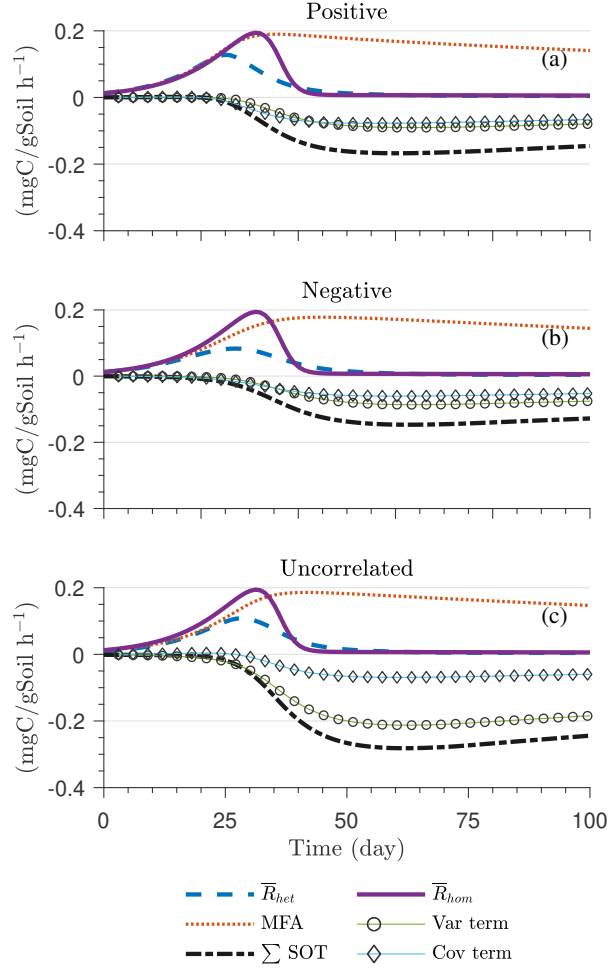 Positive
0.2
(a)
0
-0.2
-0.4
(mgC/gSoil h⁻¹)
Negative
0.2
(b)
0
-0.2
-0.4
(mgC/gSoil h⁻¹)
Uncorrelated
0.2
(c)
0
-0.2
-0.4
(mgC/gSoil h⁻¹)
0 25 50 75 100
Time (day)
R̅het R̅hom
MFA Var term
∑ SOT Cov term